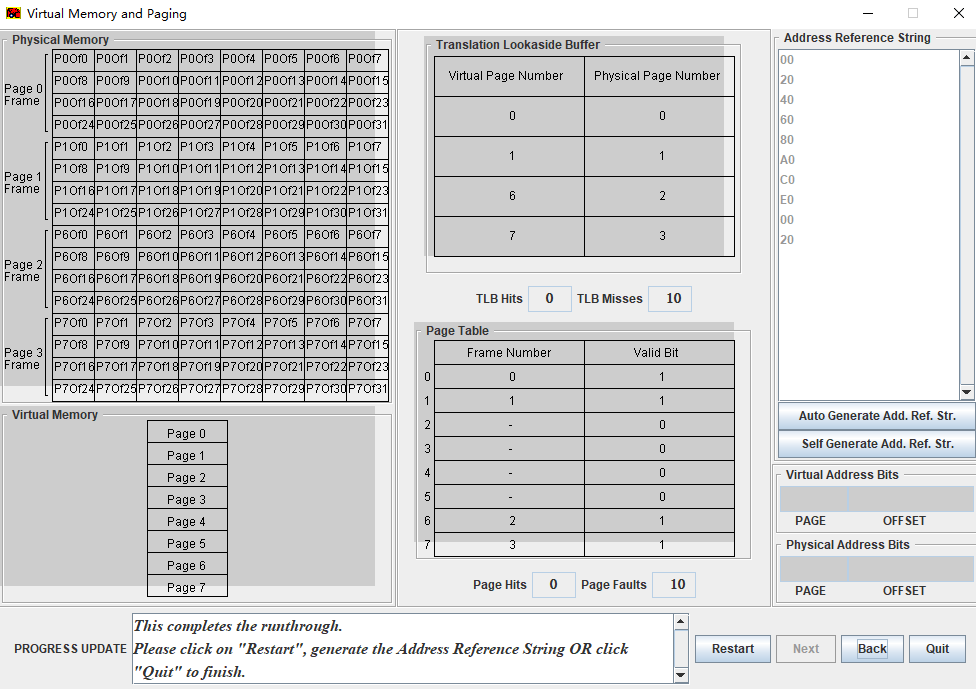 Virtual Memory and Paging
Physical Memory
Page 0 Frame
P0Of0 P0Of1 P0Of2 P0Of3 P0Of4 P0Of5 P0Of6 P0Of7
P0Of8 P0Of9 P0Of10 P0Of11 P0Of12 P0Of13 P0Of14 P0Of15
P0Of16 P0Of17 P0Of18 P0Of19 P0Of20 P0Of21 P0Of22 P0Of23
P0Of24 P0Of25 P0Of26 P0Of27 P0Of28 P0Of29 P0Of30 P0Of31
Page 1 Frame
P1Of0 P1Of1 P1Of2 P1Of3 P1Of4 P1Of5 P1Of6 P1Of7
P1Of8 P1Of9 P1Of10 P1Of11 P1Of12 P1Of13 P1Of14 P1Of15
P1Of16 P1Of17 P1Of18 P1Of19 P1Of20 P1Of21 P1Of22 P1Of23
P1Of24 P1Of25 P1Of26 P1Of27 P1Of28 P1Of29 P1Of30 P1Of31
Page 2 Frame
P6Of0 P6Of1 P6Of2 P6Of3 P6Of4 P6Of5 P6Of6 P6Of7
P6Of8 P6Of9 P6Of10 P6Of11 P6Of12 P6Of13 P6Of14 P6Of15
P6Of16 P6Of17 P6Of18 P6Of19 P6Of20 P6Of21 P6Of22 P6Of23
P6Of24 P6Of25 P6Of26 P6Of27 P6Of28 P6Of29 P6Of30 P6Of31
Page 3 Frame
P7Of0 P7Of1 P7Of2 P7Of3 P7Of4 P7Of5 P7Of6 P7Of7
P7Of8 P7Of9 P7Of10 P7Of11 P7Of12 P7Of13 P7Of14 P7Of15
P7Of16 P7Of17 P7Of18 P7Of19 P7Of20 P7Of21 P7Of22 P7Of23
P7Of24 P7Of25 P7Of26 P7Of27 P7Of28 P7Of29 P7Of30 P7Of31
Virtual Memory
Page 0
Page 1
Page 2
Page 3
Page 4
Page 5
Page 6
Page 7
Translation Lookaside Buffer
Virtual Page Number Physical Page Number
0 0
1 1
6 2
7 3
TLB Hits 0 TLB Misses 10
Page Table
Frame Number Valid Bit
0 0 1
1 1 1
2 - 0
3 - 0
4 - 0
5 - 0
6 2 1
7 3 1
Page Hits 0 Page Faults 10
Address Reference String
00
20
40
60
80
A0
C0
E0
00
20
Auto Generate Add. Ref. Str.
Self Generate Add. Ref. Str.
Virtual Address Bits
PAGE OFFSET
Physical Address Bits
PAGE OFFSET
PROGRESS UPDATE
This completes the runthrough.
Please click on "Restart", generate the Address Reference String OR click
"Quit" to finish.
Restart Next Back Quit